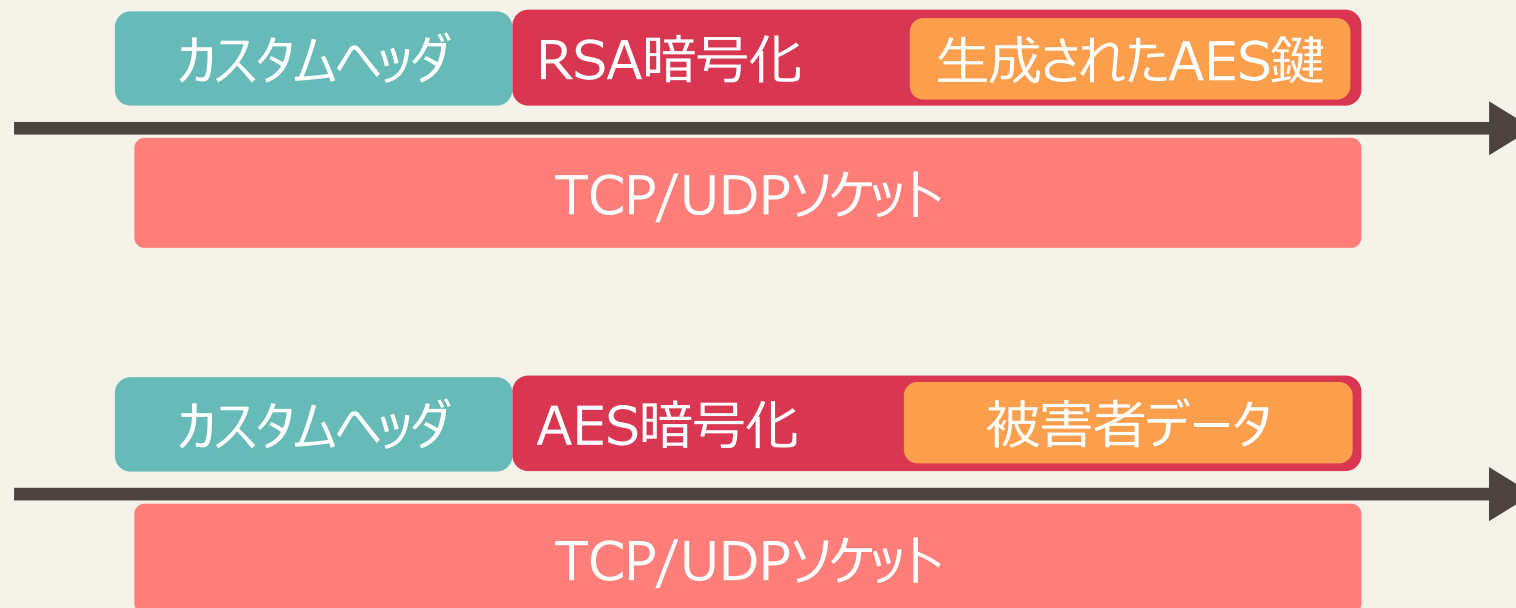 カスタムヘッダ
RSA暗号化
生成されたAES鍵
TCP/UDPソケット
カスタムヘッダ
AES暗号化
被害者データ
TCP/UDPソケット